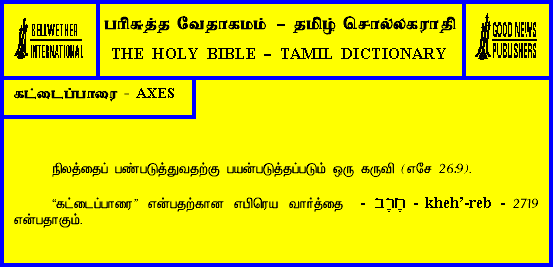 BELLWETHER
INTERNATIONAL
பரிசுத்த வேதாகமம் – தமிழ் சொல்லகராதி
THE HOLY BIBLE – TAMIL DICTIONARY
GOOD NEWS
PUBLISHERS
கட்டைப்பாரை - AXES
நிலத்தைப் பண்படுத்துவதற்கு பயன்படுத்தப்படும் ஒரு கருவி (எசே 26:9).
“கட்டைப்பாரை” என்பதற்கான எபிரெய வார்த்தை - חֶרֶב - kheh’-reb - 2719
என்பதாகும்.